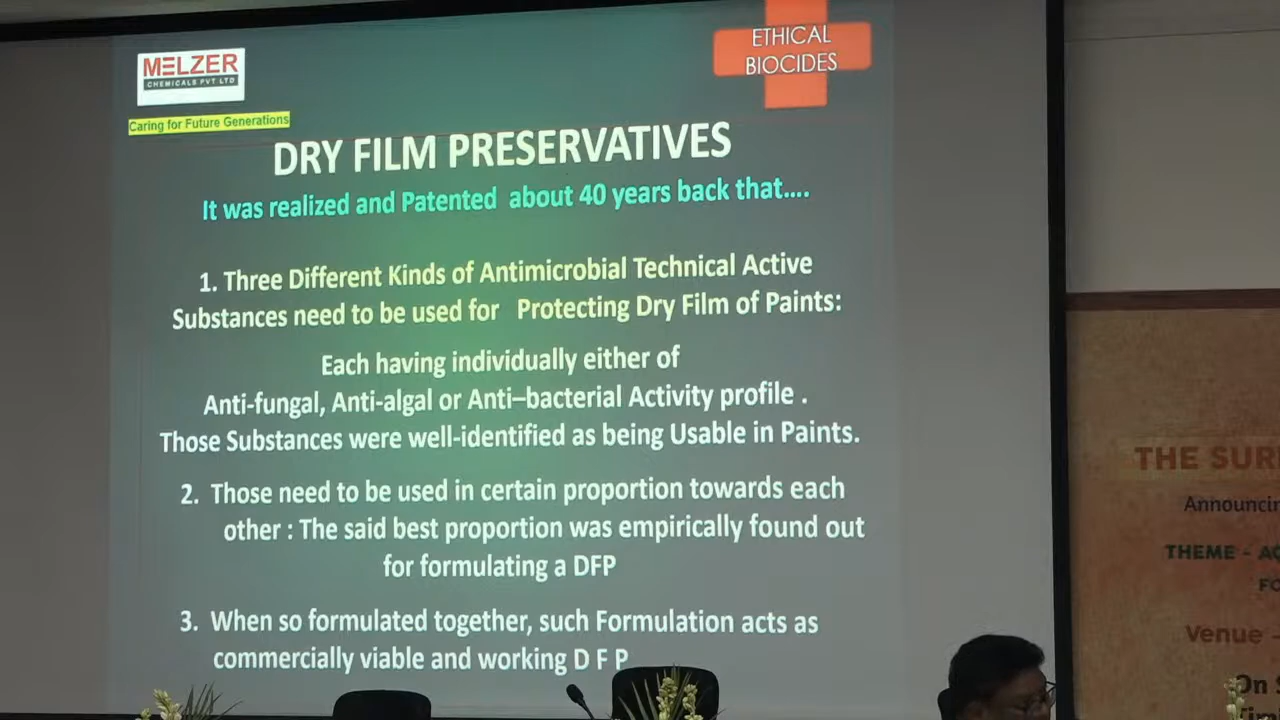 MELZER
CHEMICALS PVT LTD
Caring for Future Generations
ETHICAL
BIOCIDES
DRY FILM PRESERVATIVES
It was realized and Patented about 40 years back that....
1. Three Different Kinds of Antimicrobial Technical Active
Substances need to be used for Protecting Dry Film of Paints:
Each having individually either of
Anti-fungal, Anti-algal or Anti–bacterial Activity profile .
Those Substances were well-identified as being Usable in Paints.
2. Those need to be used in certain proportion towards each
other : The said best proportion was empirically found out
for formulating a DFP
3. When so formulated together, such Formulation acts as
commercially viable and working D F P
THE
THEME -
Venue -
On